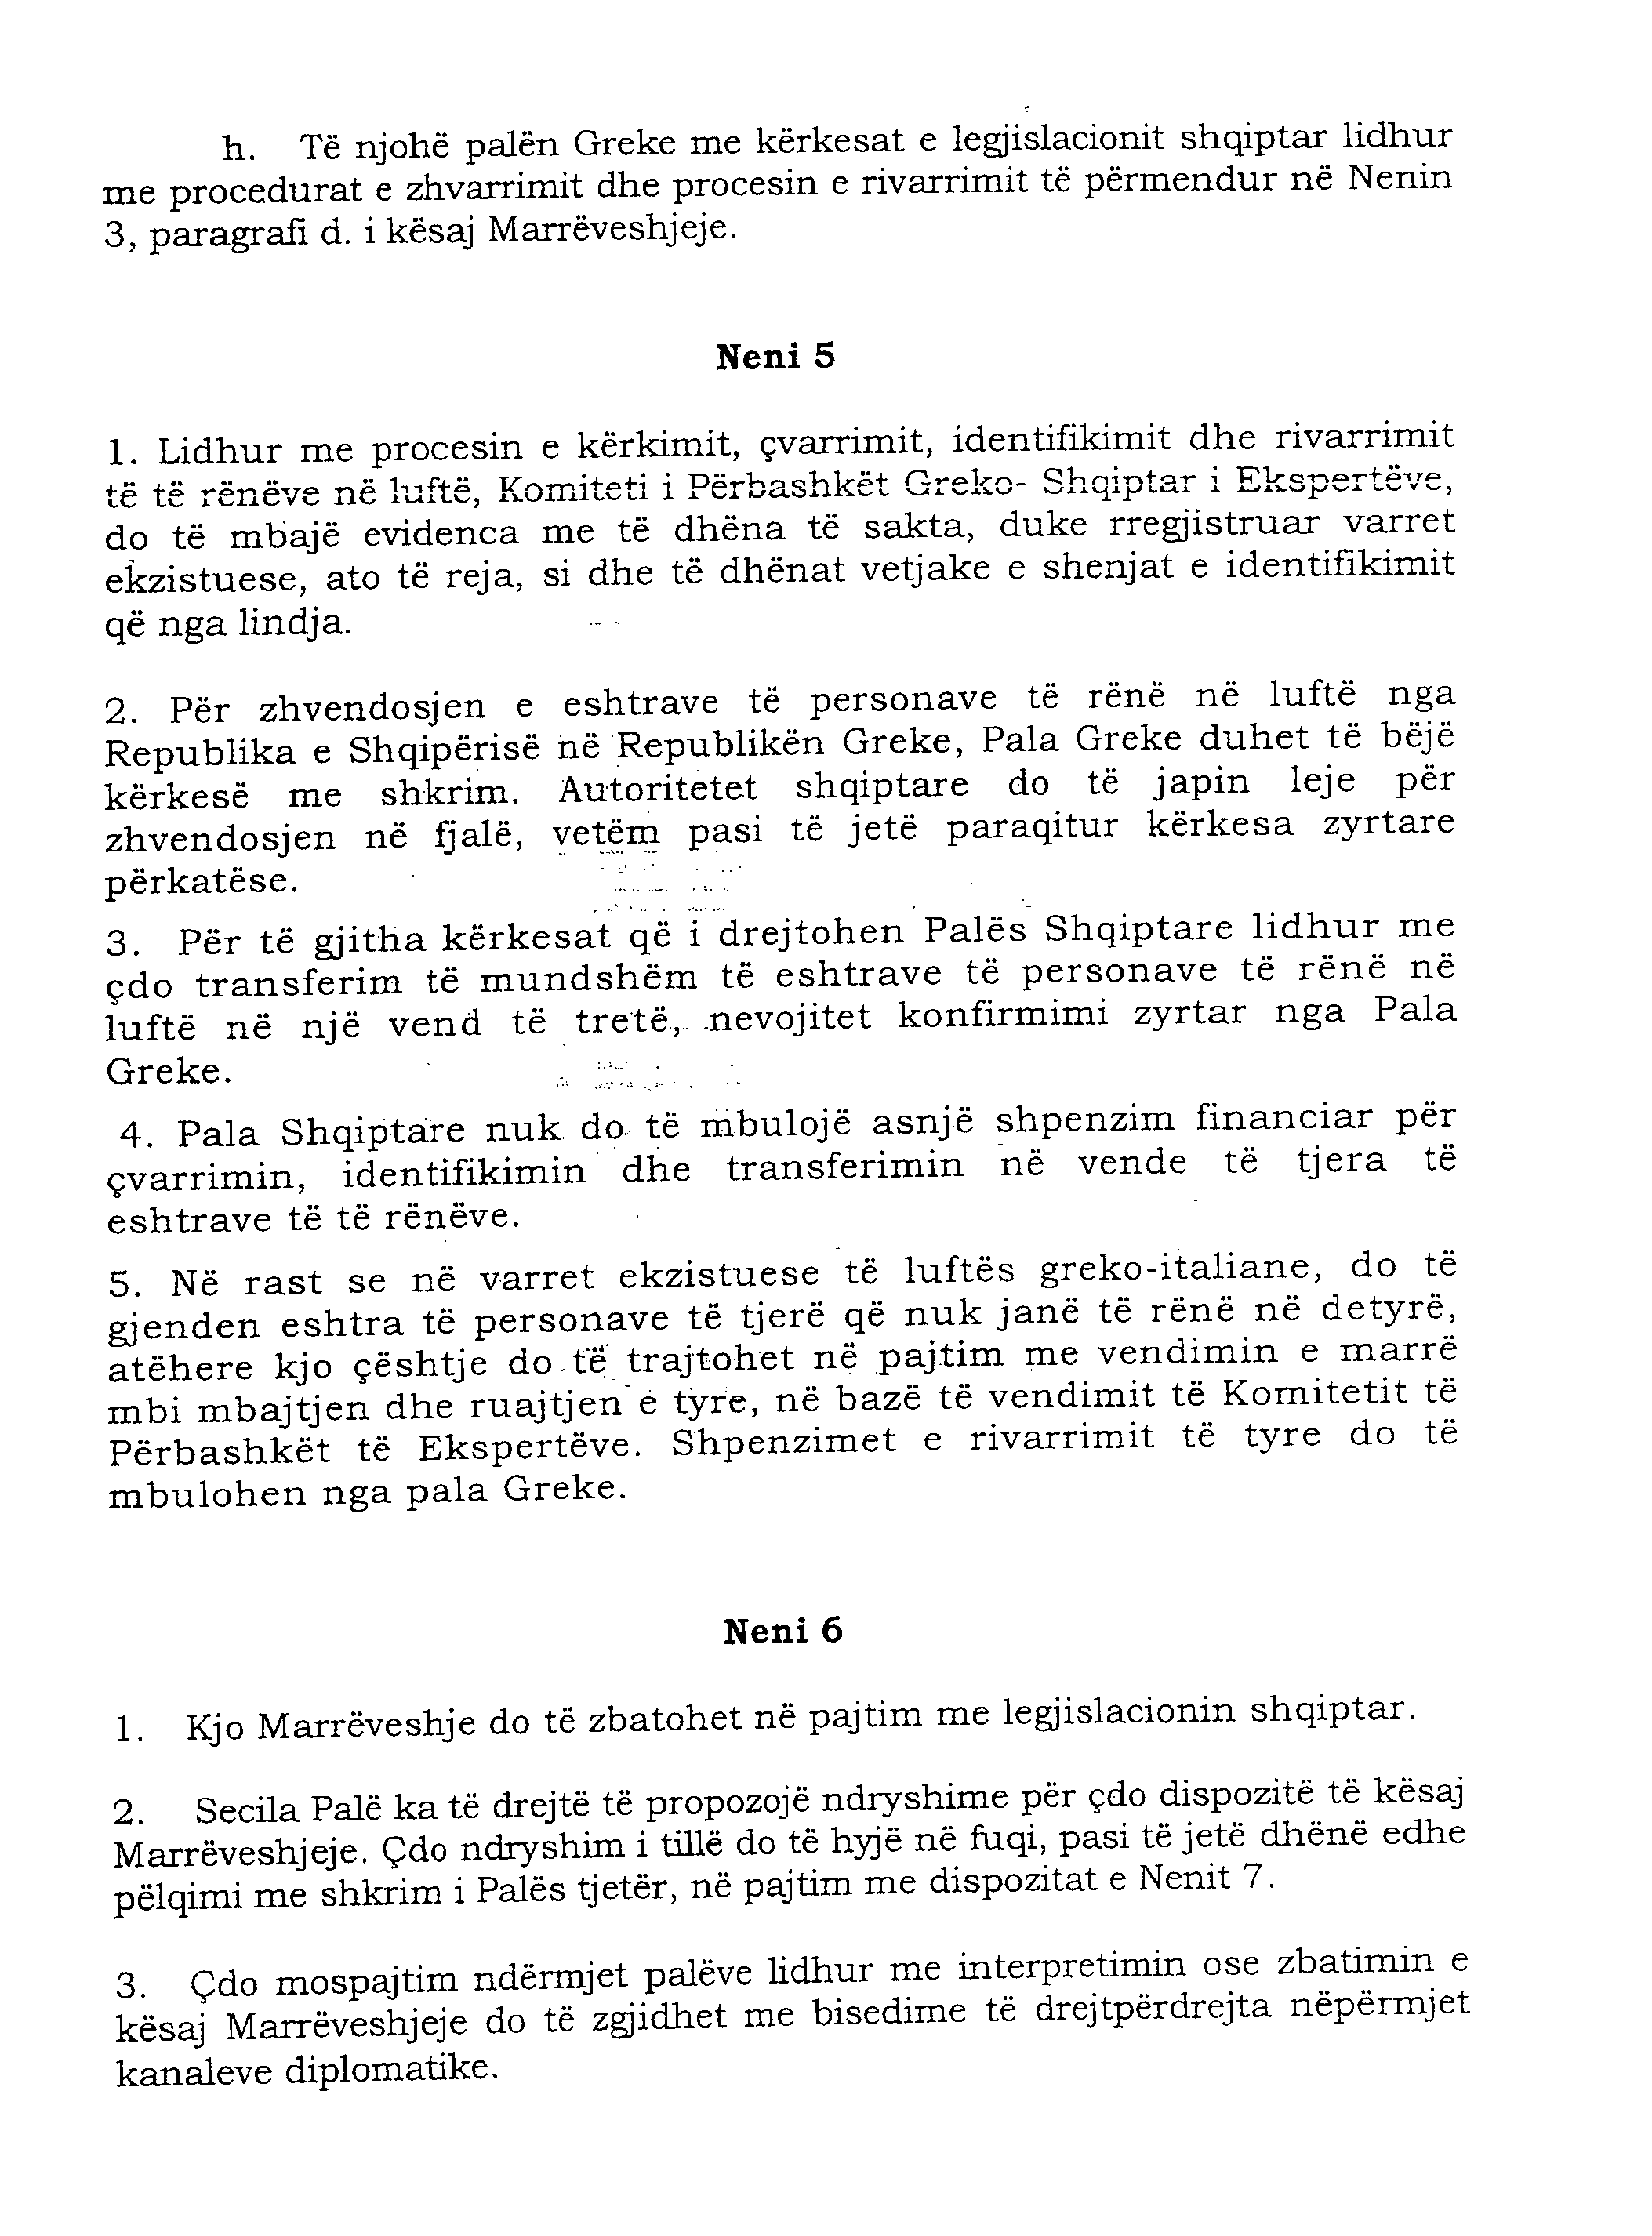 h. Të njohë palën Greke me kërkesat e legjislacionit shqiptar lidhur
me procedurat e zhvarrimit dhe procesin e rivarrimit të përmendur në Nenin
3, paragrafi d. i kësaj Marrëveshjeje.
Neni 5
1. Lidhur me procesin e kërkimit, çvarrimit, identifikimit dhe rivarrimit
të të rënëve në luftë, Komiteti i Përbashkët Greko- Shqiptar i Ekspertëve,
do të mbajë evidenca me të dhëna të sakta, duke rregjistruar varret
ekzistuese, ato të reja, si dhe të dhënat vetjake e shenjat e identifikimit
që nga lindja.
2. Për zhvendosjen e eshtrave të personave të rënë në luftë nga
Republika e Shqipërisë në Republikën Greke, Pala Greke duhet të bëjë
kërkesë me shkrim. Autoritetet shqiptare do të japin leje për
zhvendosjen në fjalë, vetëm pasi të jetë paraqitur kërkesa zyrtare
përkatëse.
3. Për të gjitha kërkesat që i drejtohen Palës Shqiptare lidhur me
çdo transferim të mundshëm të eshtrave të personave të rënë në
luftë në një vend të tretë, nevojitet konfirmimi zyrtar nga Pala
Greke.
4. Pala Shqiptare nuk do të mbulojë asnjë shpenzim financiar për
çvarrimin, identifikimin dhe transferimin në vende të tjera të
eshtrave të të rënëve.
5. Në rast se në varret ekzistuese të luftës greko-italiane, do të
gjenden eshtra të personave të tjerë që nuk janë të rënë në detyrë,
atëhere kjo çështje do të trajtohet në pajtim me vendimin e marrë
mbi mbajtjen dhe ruajtjen e tyre, në bazë të vendimit të Komitetit të
Përbashkët të Ekspertëve. Shpenzimet e rivarrimit të tyre do të
mbulohen nga pala Greke.
Neni 6
1. Kjo Marrëveshje do të zbatohet në pajtim me legjislacionin shqiptar.
2. Secila Palë ka të drejtë të propozojë ndryshime për çdo dispozitë të kësaj
Marrëveshjeje. Çdo ndryshim i tillë do të hyjë në fuqi, pasi të jetë dhënë edhe
pëlqimi me shkrim i Palës tjetër, në pajtim me dispozitat e Nenit 7.
3. Çdo mospajtim ndërmjet palëve lidhur me interpretimin ose zbatimin e
kësaj Marrëveshjeje do të zgjidhet me bisedime të drejtpërdrejta nëpërmjet
kanaleve diplomatike.